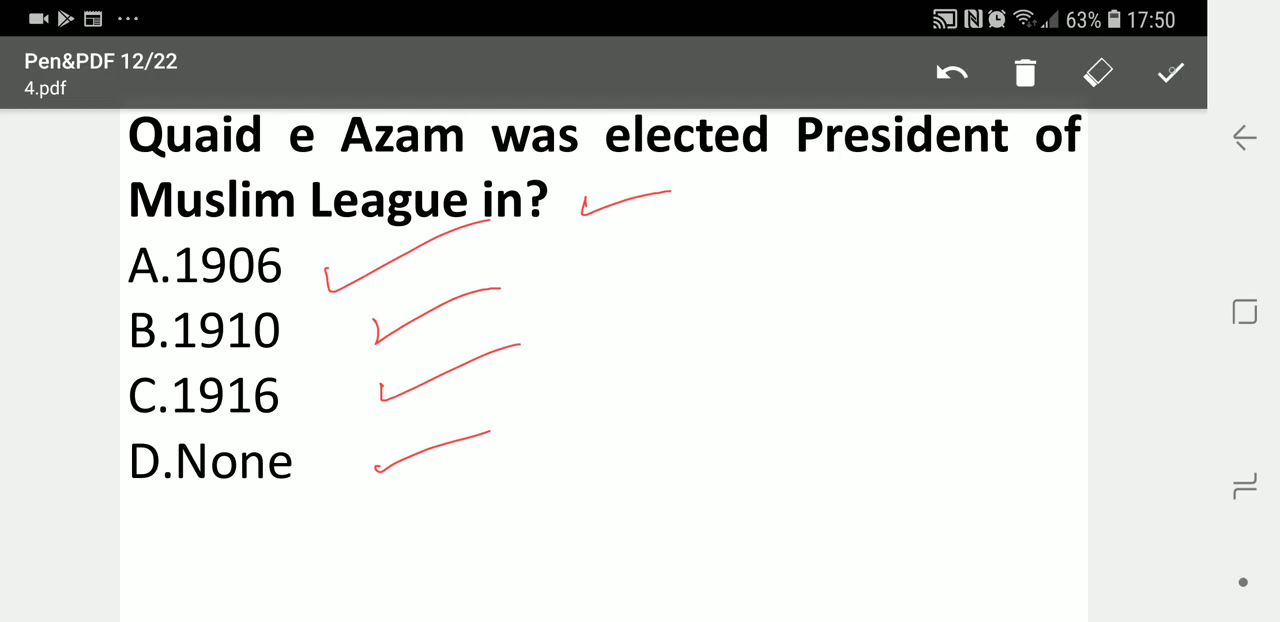 63% 17:50
Pen&PDF 12/22
4.pdf
Quaid e Azam was elected President of
Muslim League in?
A.1906
B.1910
C.1916
D.None